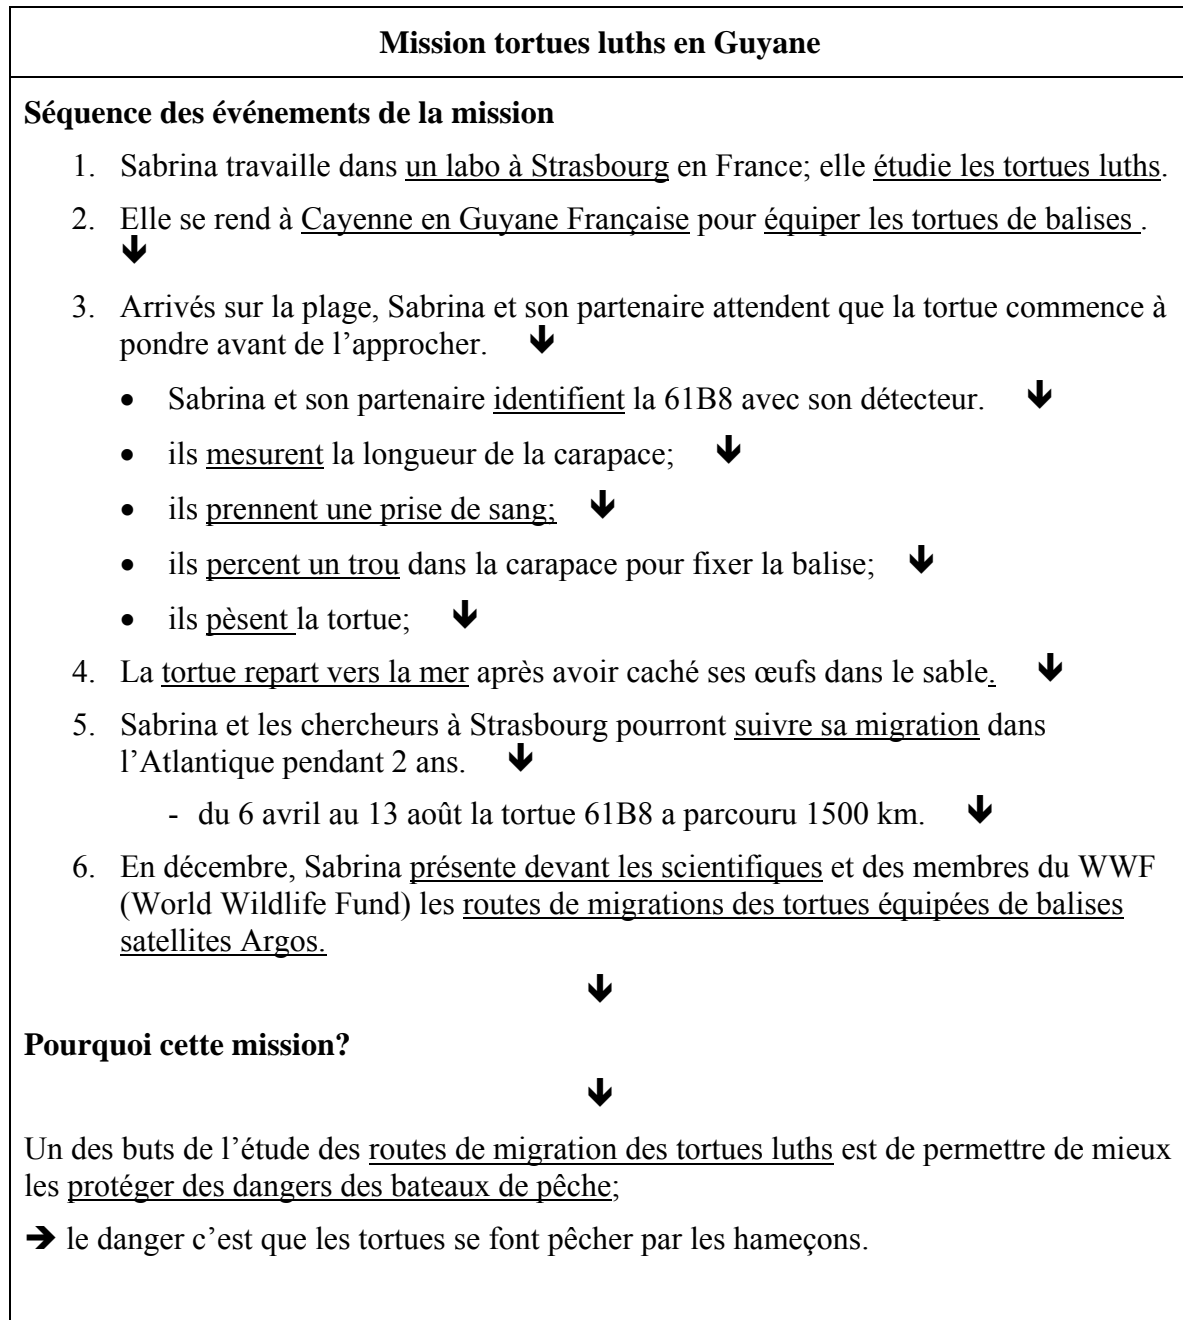 Mission tortues luths en Guyane
Séquence des événements de la mission
1. Sabrina travaille dans un labo à Strasbourg en France; elle étudie les tortues luths.
2. Elle se rend à Cayenne en Guyane Française pour équiper les tortues de balises .
🡻
3. Arrivés sur la plage, Sabrina et son partenaire attendent que la tortue commence à
pondre avant de l’approcher. 🡻
• Sabrina et son partenaire identifient la 61B8 avec son détecteur. 🡻
• ils mesurent la longueur de la carapace; 🡻
• ils prennent une prise de sang; 🡻
• ils percent un trou dans la carapace pour fixer la balise; 🡻
• ils pèsent la tortue; 🡻
4. La tortue repart vers la mer après avoir caché ses œufs dans le sable. 🡻
5. Sabrina et les chercheurs à Strasbourg pourront suivre sa migration dans
l’Atlantique pendant 2 ans. 🡻
- du 6 avril au 13 août la tortue 61B8 a parcouru 1500 km. 🡻
6. En décembre, Sabrina présente devant les scientifiques et des membres du WWF
(World Wildlife Fund) les routes de migrations des tortues équipées de balises
satellites Argos.
🡻
Pourquoi cette mission?
🡻
Un des buts de l’étude des routes de migration des tortues luths est de permettre de mieux
les protéger des dangers des bateaux de pêche;
➔ le danger c’est que les tortues se font pêcher par les hameçons.